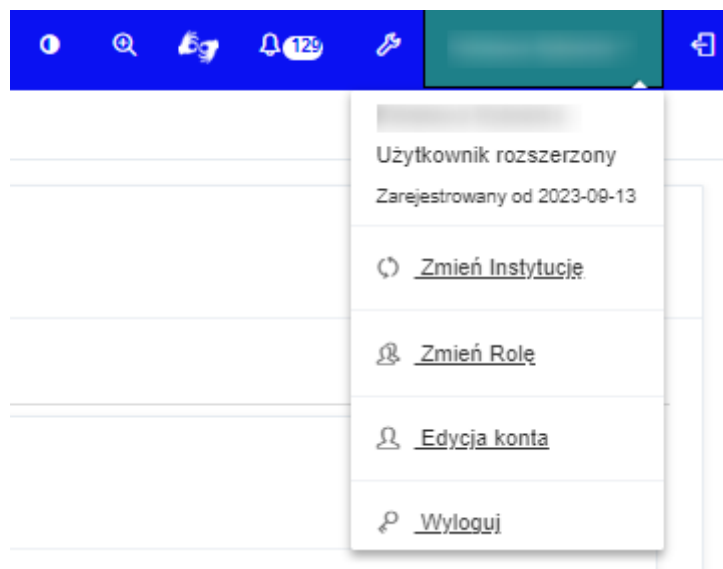 129
Użytkownik rozszerzony
Zarejestrowany od 2023-09-13
Zmień Instytucję
Zmień Rolę
Edycja konta
Wyloguj